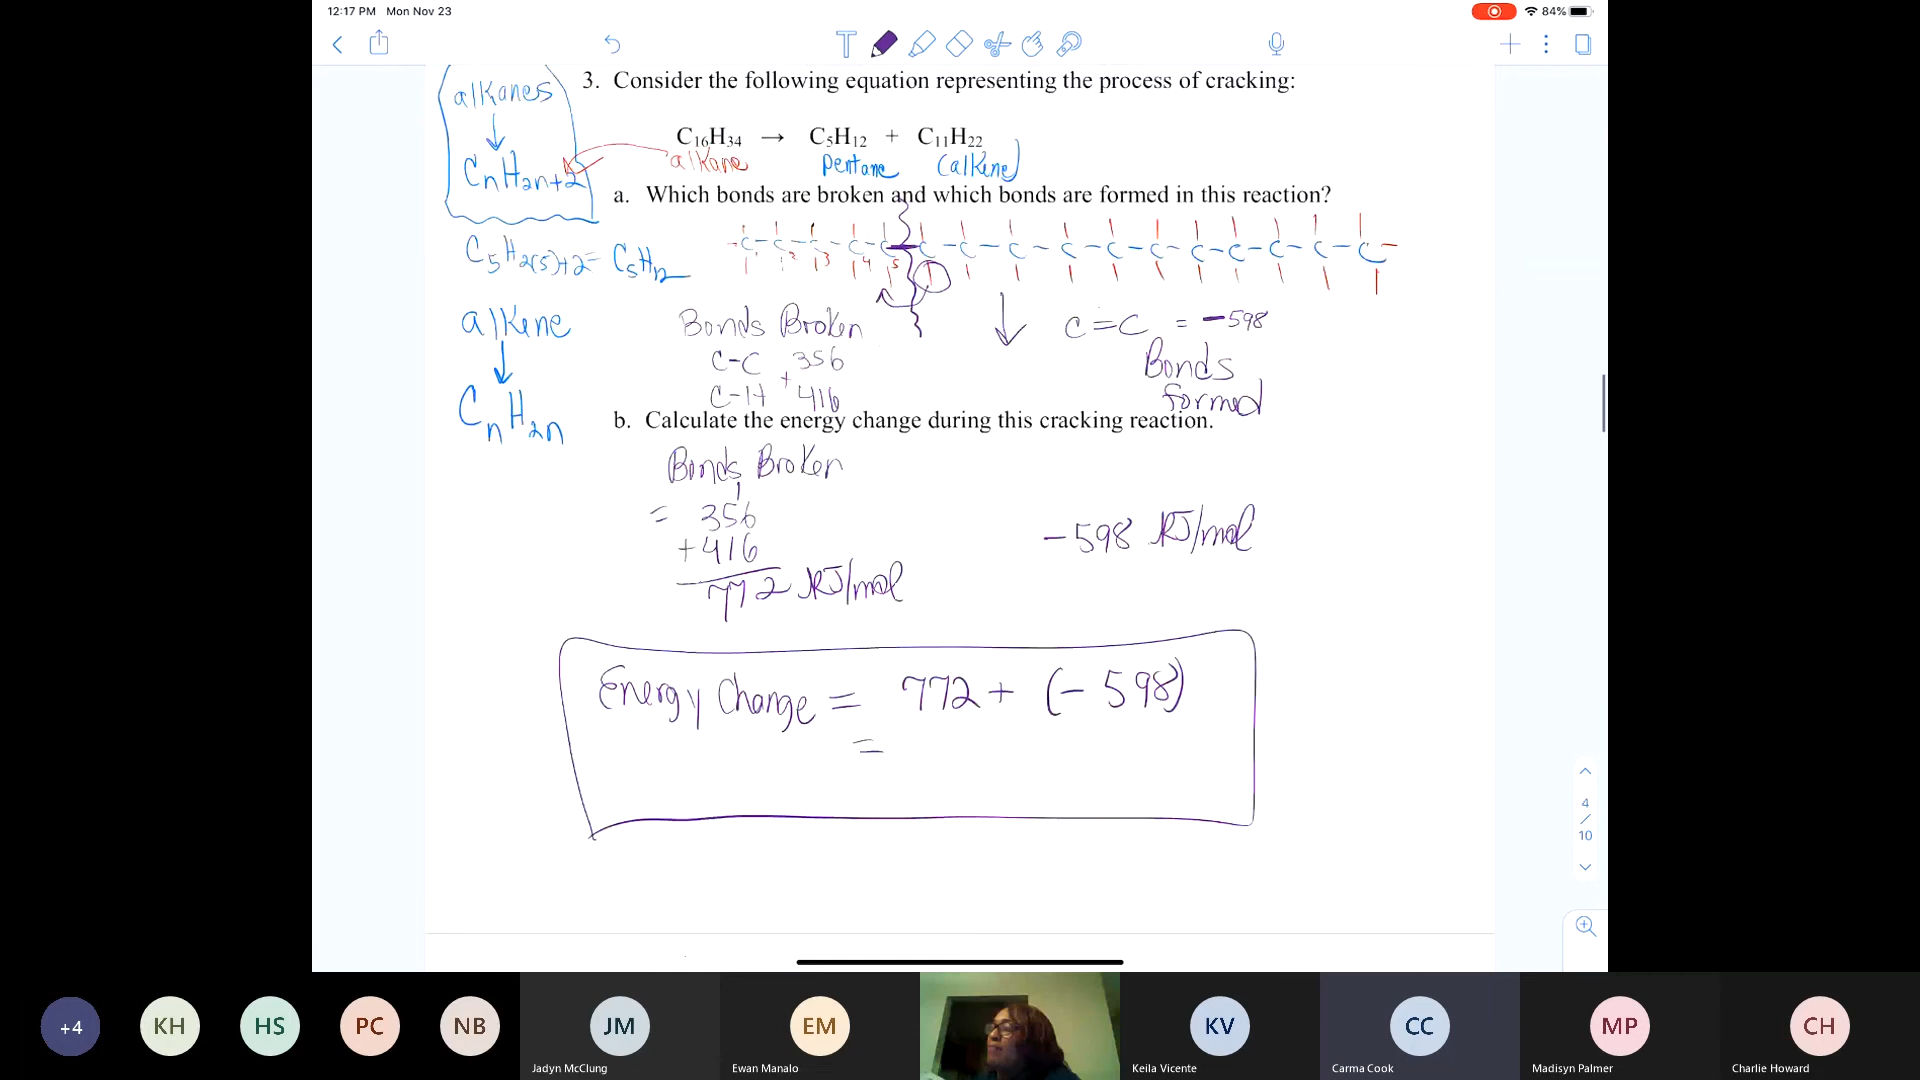 12:17 PM Mon Nov 23
84%
alkanes
CnH2n+2
3. Consider the following equation representing the process of cracking:
C16H34 → C5H12 + C11H22
alkane pentane (alkene)
a. Which bonds are broken and which bonds are formed in this reaction?
C5H2(5)+2 = C5H12
- C - C - C - C - C - C - C - C - C - C - C - C - C - C - C - C -
2 3 4 5
alkene
CnH2n
Bonds Broken
C-C 356
+
C-H 416
C=C = -598
Bonds
formed
b. Calculate the energy change during this cracking reaction.
Bonds Broken
= 356
+416
772 KJ/mol
-598 KJ/mol
Energy Change = 772 + (- 598)
=
4
/
10
+4
KH
HS
PC
NB
JM
Jadyn McClung
EM
Ewan Manalo
KV
Keila Vicente
CC
Carma Cook
MP
Madisyn Palmer
CH
Charlie Howard